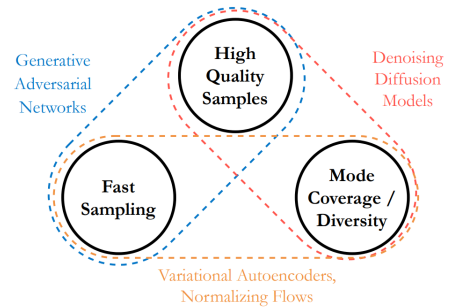 Generative
Adversarial
Networks
High
Quality
Samples
Denoising
Diffusion
Models
Fast
Sampling
Mode
Coverage /
Diversity
Variational Autoencoders,
Normalizing Flows